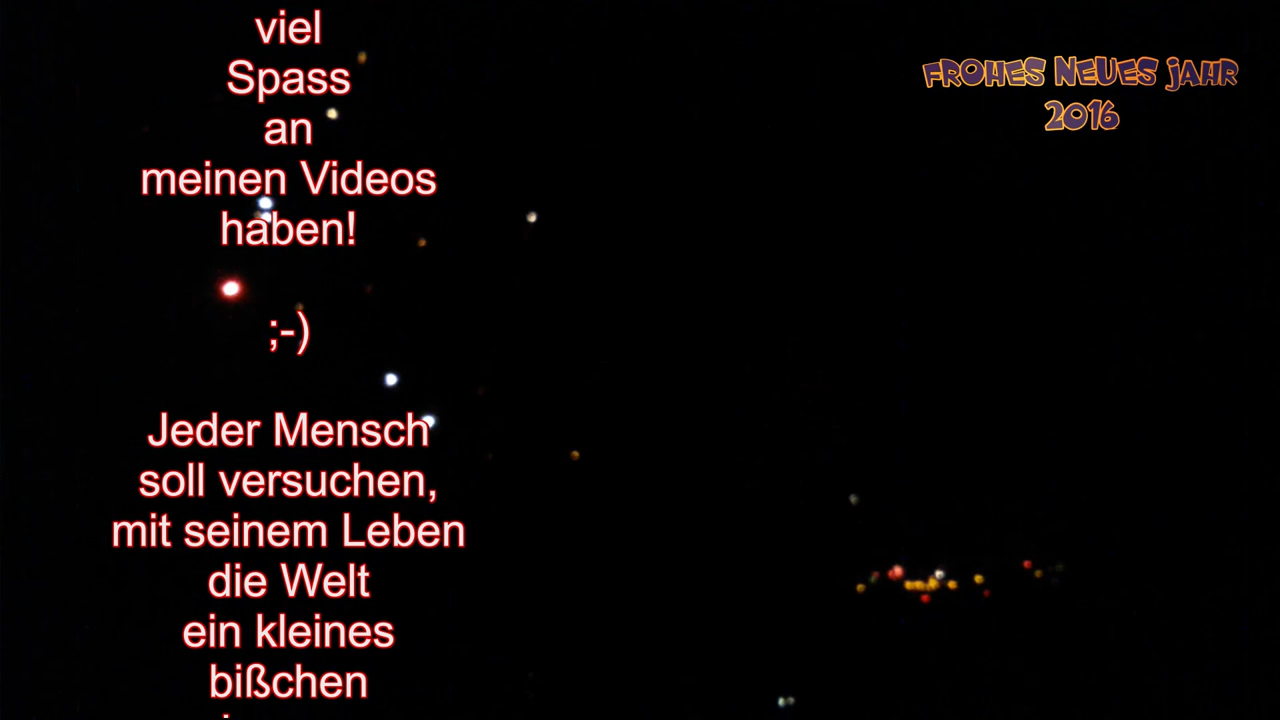 viel
Spass
an
meinen Videos
haben!
;-)
Jeder Mensch
soll versuchen,
mit seinem Leben
die Welt
ein kleines
bißchen
FROHES NEUES JAHR
2016